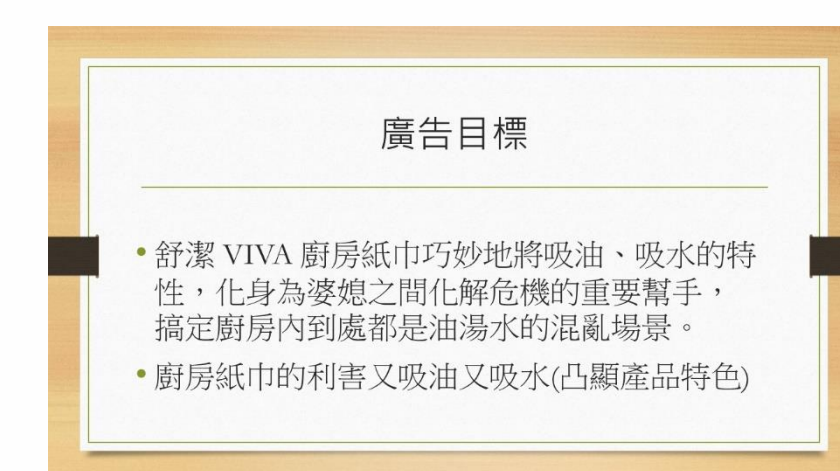 廣告目標
• 舒潔 VIVA 廚房紙巾巧妙地將吸油、吸水的特
性，化身為婆媳之間化解危機的重要幫手，
搞定廚房內到處都是油湯水的混亂場景。
• 廚房紙巾的利害又吸油又吸水(凸顯產品特色)